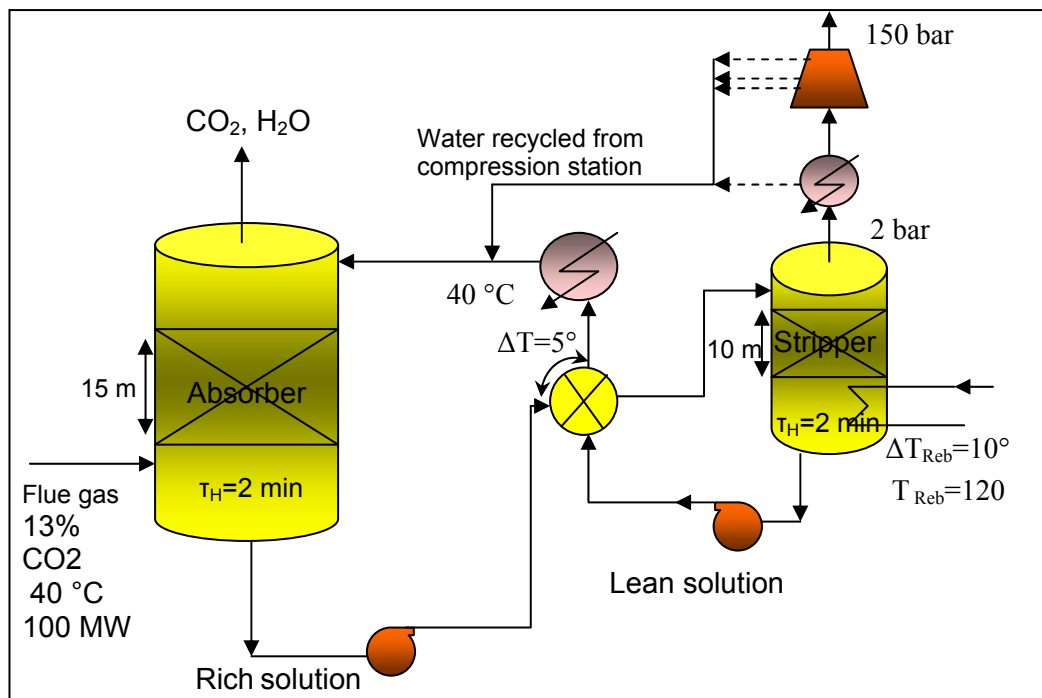 150 bar
CO₂, H₂O
Water recycled from
compression station
2 bar
40 °C
ΔT=5°
15 m
Absorber
10 m
Stripper
τH=2 min
τH=2 min
ΔTReb=10°
T Reb=120
Flue gas
13%
CO2
40 °C
100 MW
Lean solution
Rich solution